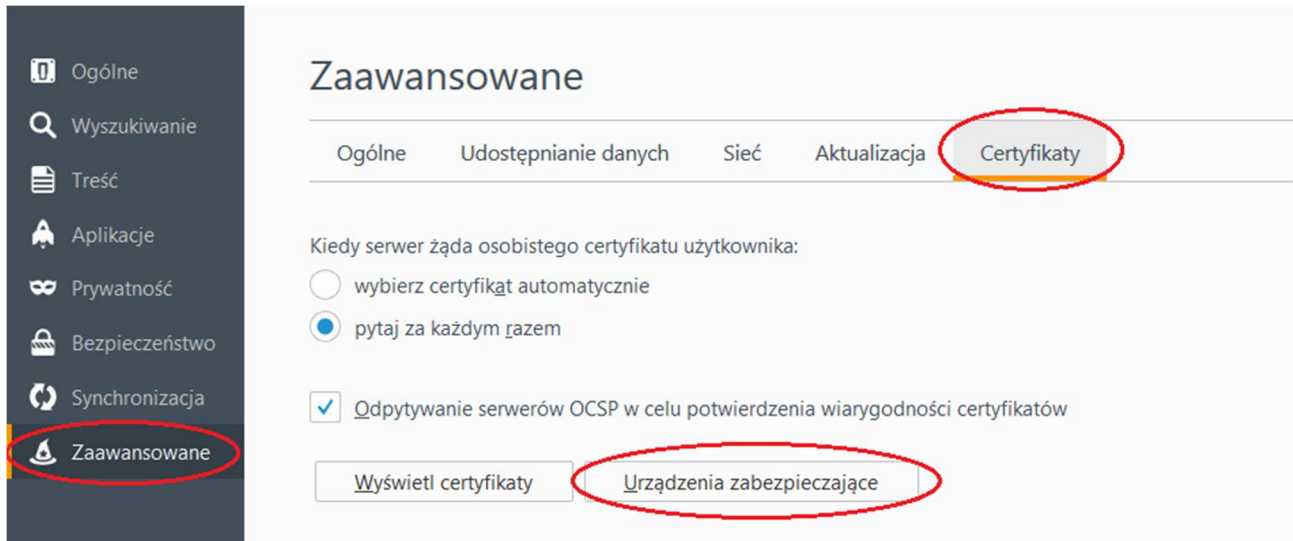 Ogólne
Wyszukiwanie
Treść
Aplikacje
Prywatność
Bezpieczeństwo
Synchronizacja
Zaawansowane
Zaawansowane
Ogólne Udostępnianie danych Sieć Aktualizacja Certyfikaty
Kiedy serwer żąda osobistego certyfikatu użytkownika:
wybierz certyfikat automatycznie
pytaj za każdym razem
Odpytywanie serwerów OCSP w celu potwierdzenia wiarygodności certyfikatów
Wyświetl certyfikaty Urządzenia zabezpieczające